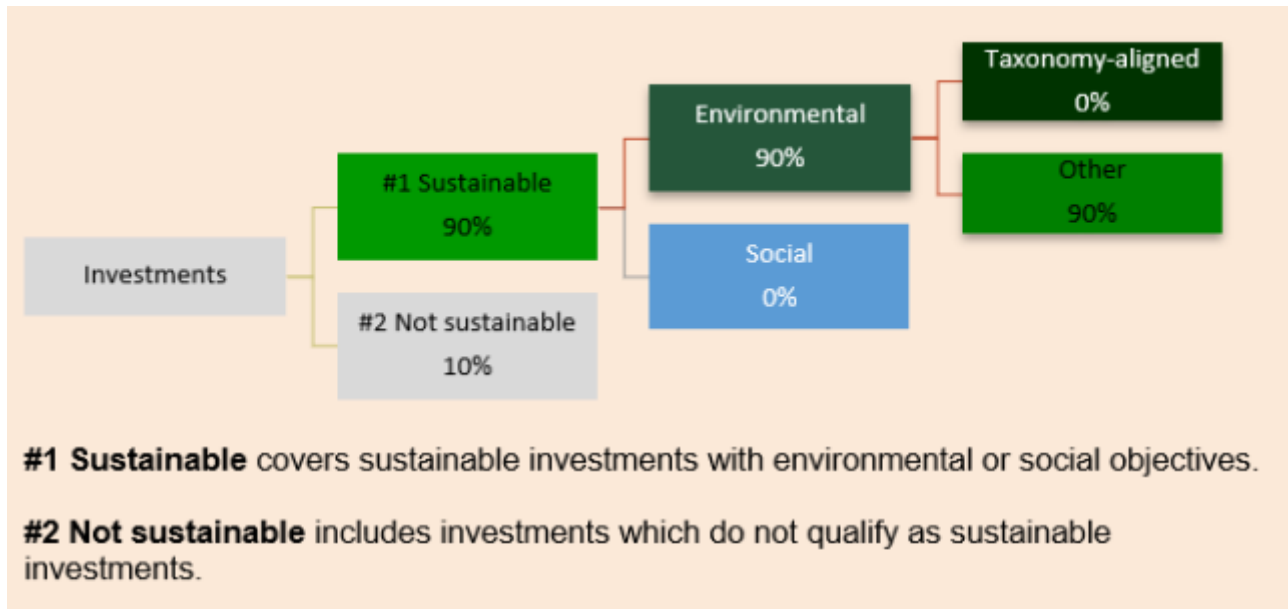 Taxonomy-aligned
0%
Environmental
90%
Other
90%
#1 Sustainable
90%
Social
0%
Investments
#2 Not sustainable
10%
#1 Sustainable covers sustainable investments with environmental or social objectives.
#2 Not sustainable includes investments which do not qualify as sustainable
investments.